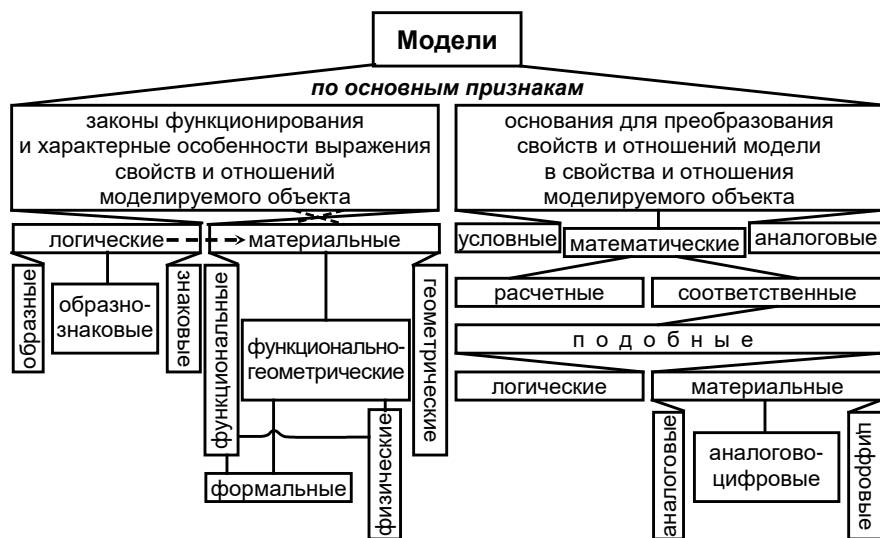 Модели
по основным признакам
законы функционирования
и характерные особенности выражения
свойств и отношений
моделируемого объекта
основания для преобразования
свойств и отношений модели
в свойства и отношения
моделируемого объекта
логические
материальные
условные
математические
аналоговые
образные
образно-
знаковые
знаковые
функциональные
функционально-
геометрические
геометрические
физические
формальные
расчетные
соответственные
подобные
логические
материальные
аналоговые
аналогово-
цифровые
цифровые